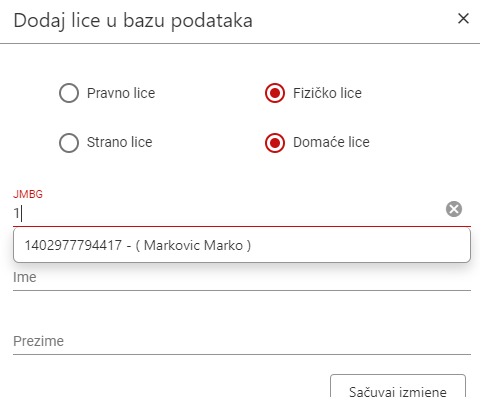 Dodaj lice u bazu podataka
Pravno lice
Fizičko lice
Strano lice
Domaće lice
JMBG
1
1402977794417 - ( Markovic Marko )
Ime
Prezime
Sačuvaj izmjene